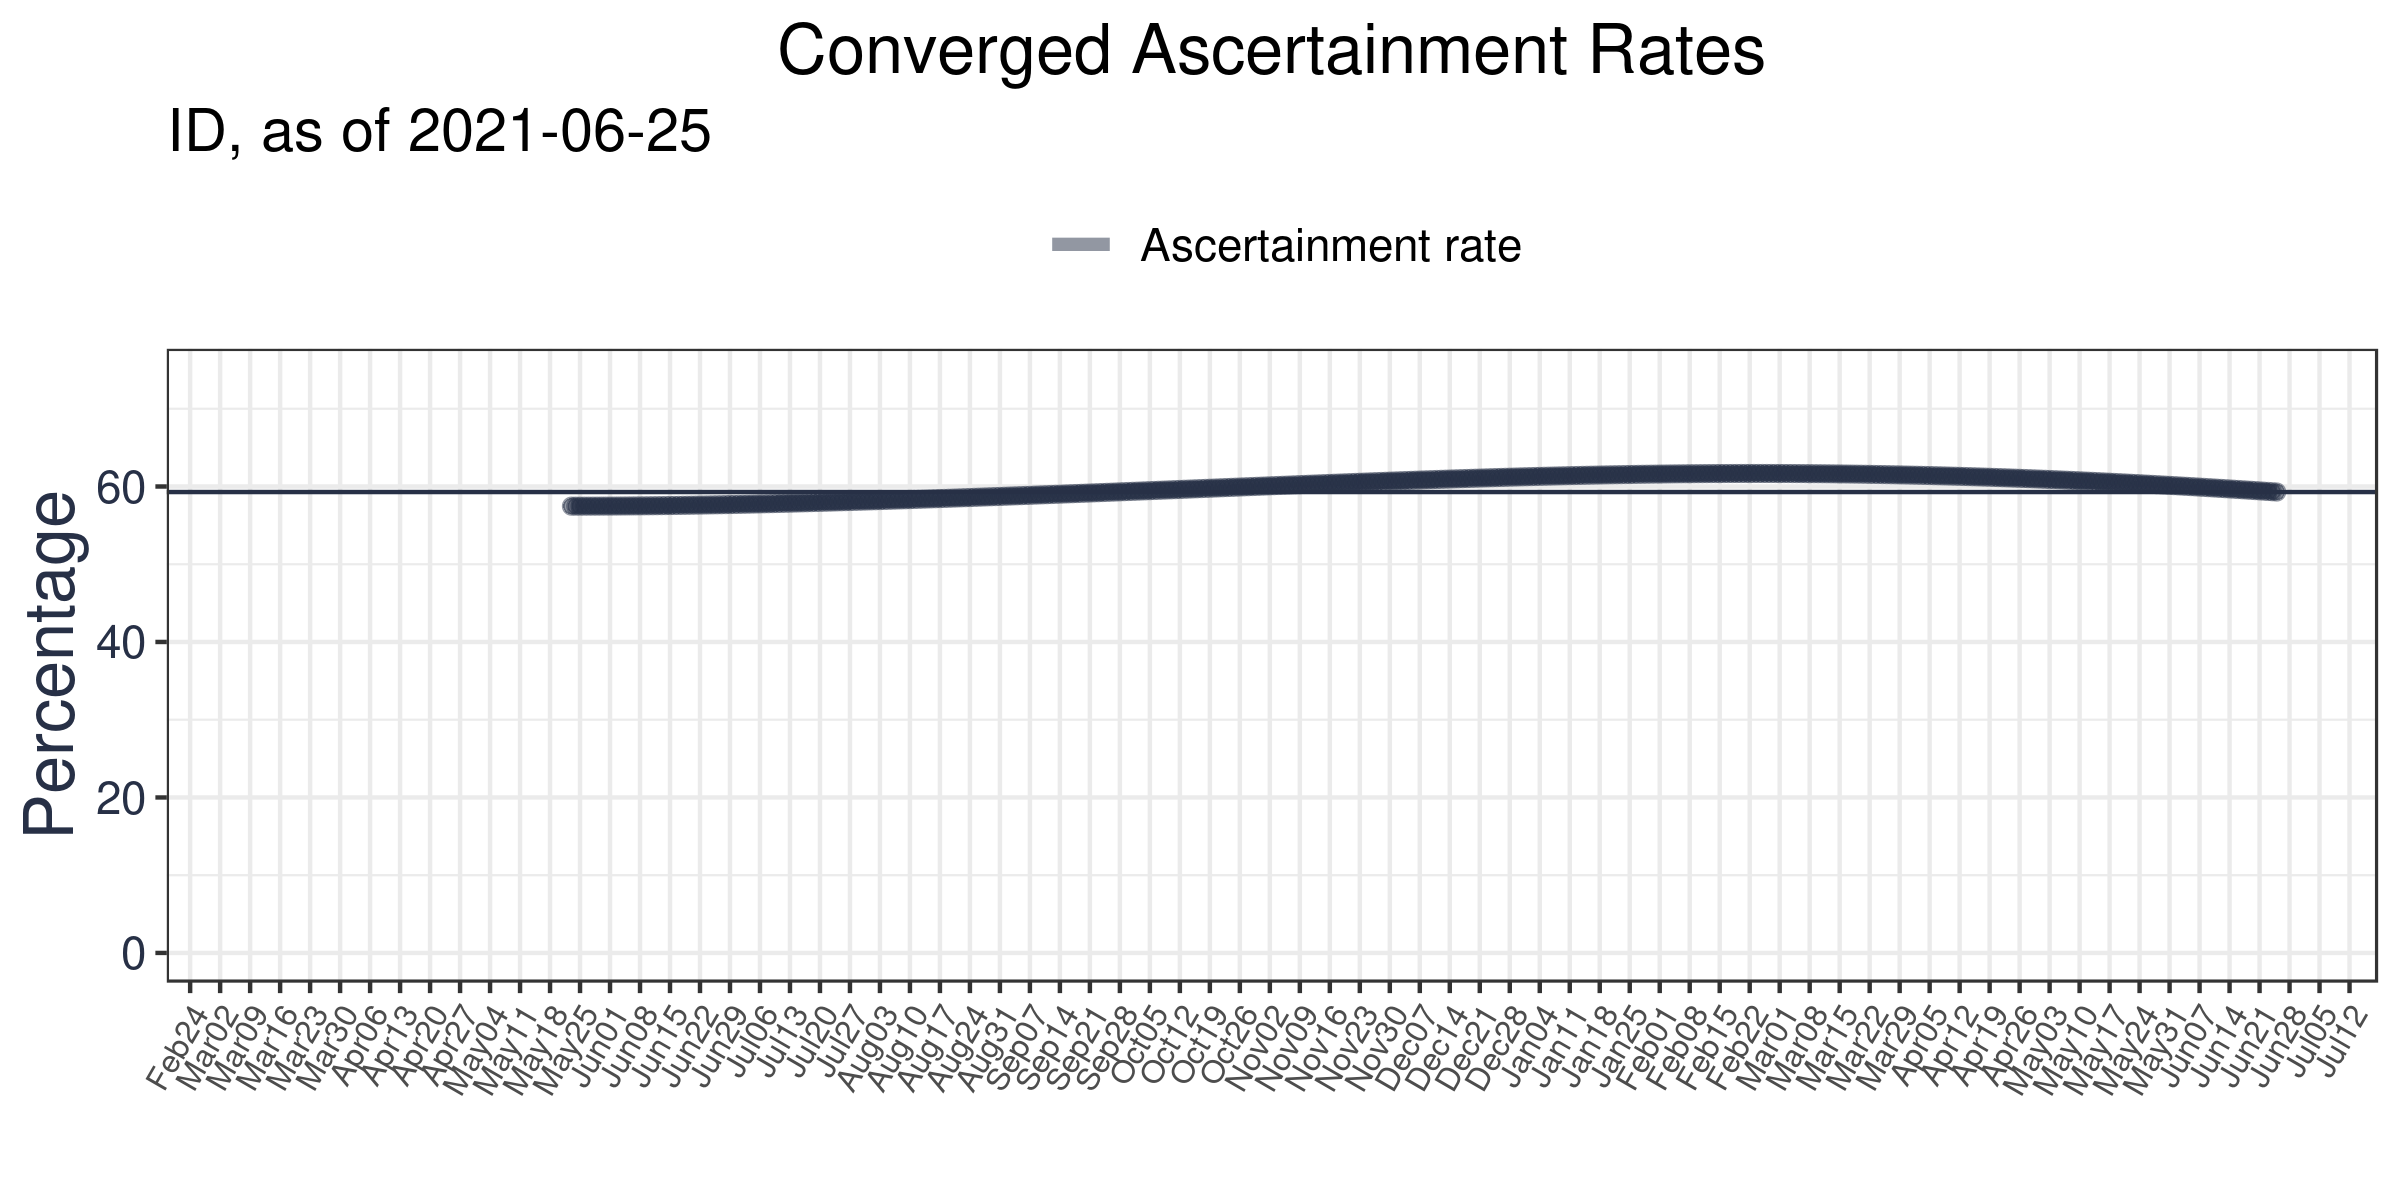 Converged Ascertainment Rates
ID, as of 2021-06-25
Ascertainment rate
Percentage
60
40
20
0
Feb24 Mar02 Mar09 Mar16 Mar23 Mar30 Apr06 Apr13 Apr20 Apr27 May04 May11 May18 May25 Jun01 Jun08 Jun15 Jun22 Jun29 Jul06 Jul13 Jul20 Jul27 Aug03 Aug10 Aug17 Aug24 Aug31 Sep07 Sep14 Sep21 Sep28 Oct05 Oct12 Oct19 Oct26 Nov02 Nov09 Nov16 Nov23 Nov30 Dec07 Dec14 Dec21 Dec28 Jan04 Jan11 Jan18 Jan25 Feb01 Feb08 Feb15 Feb22 Mar01 Mar08 Mar15 Mar22 Mar29 Apr05 Apr12 Apr19 Apr26 May03 May10 May17 May24 May31 Jun07 Jun14 Jun21 Jun28 Jul05 Jul12